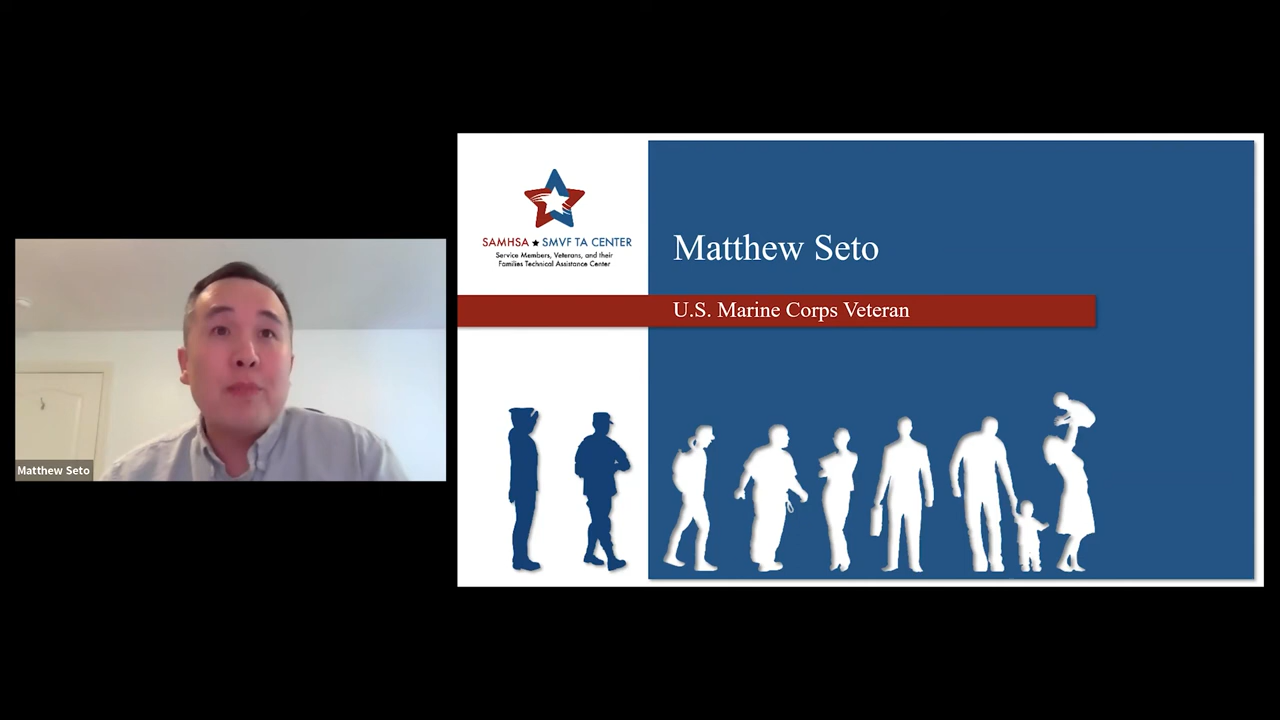 Matthew Seto
SAMHSA ★ SMVF TA CENTER
Service Members, Veterans, and their
Families Technical Assistance Center
Matthew Seto
U.S. Marine Corps Veteran